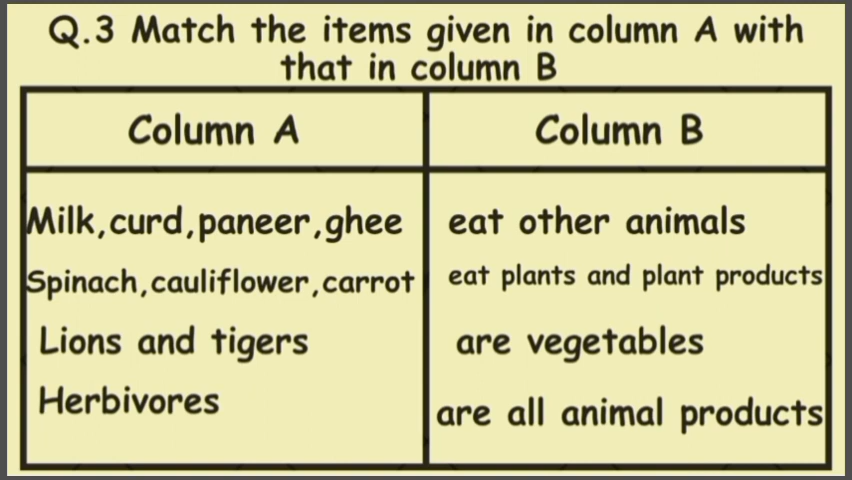 Q.3 Match the items given in column A with
that in column B
Column A
Column B
Milk,curd,paneer,ghee
eat other animals
Spinach,cauliflower,carrot
eat plants and plant products
Lions and tigers
are vegetables
Herbivores
are all animal products